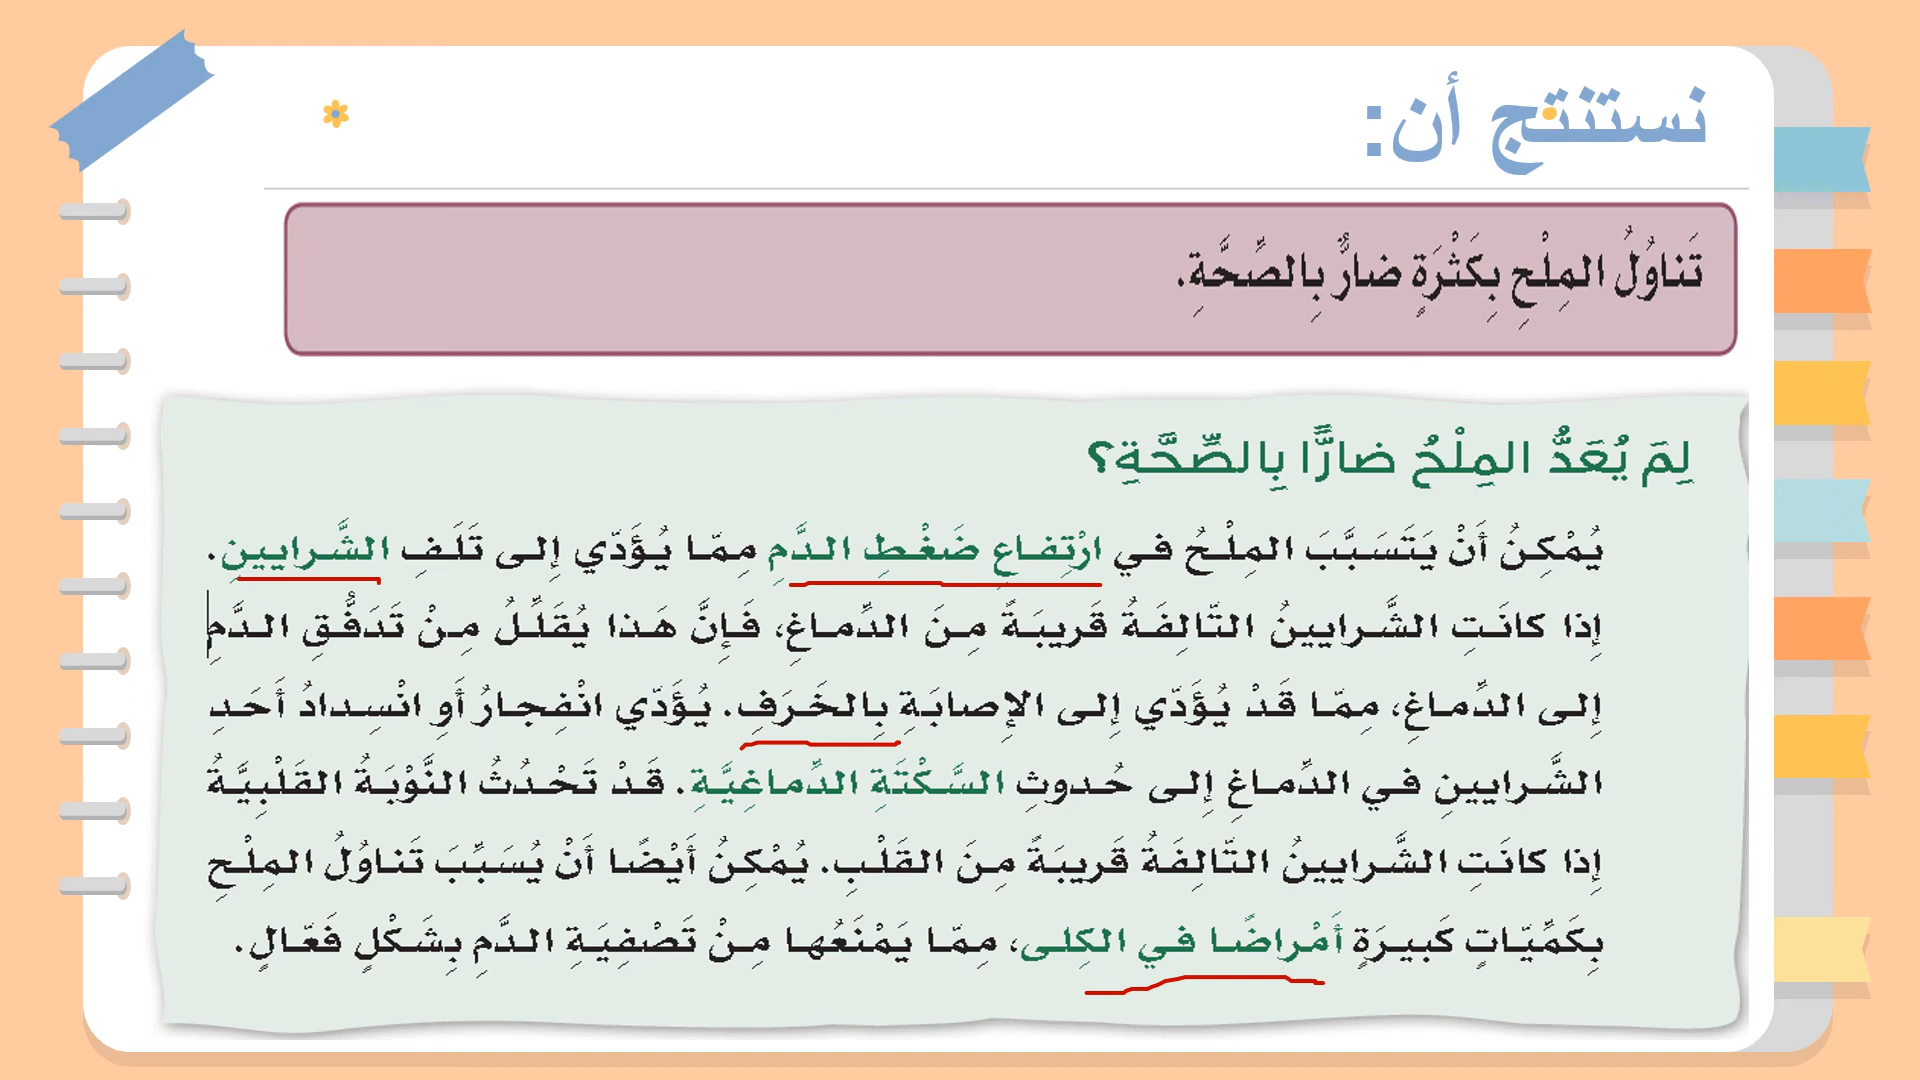 نستنتج أن:
تَناوُلُ المِلْحِ بِكَثْرَةٍ ضارٌّ بِالصِّحَّةِ.
لِمَ يُعَدُّ المِلْحُ ضارًّا بِالصِّحَّةِ؟
يُمْكِنُ أَنْ يَتَسَبَّبَ المِلْحُ في ارْتِفاعِ ضَغْطِ الدَّمِ مِمّا يُؤَدّي إِلى تَلَفِ الشَّرايينِ.
إِذا كانَتِ الشَّرايينُ التّالِفَةُ قَريبَةً مِنَ الدِّماغِ، فَإِنَّ هَذا يُقَلِّلُ مِنْ تَدَفُّقِ الدَّمِ
إِلى الدِّماغِ، مِمّا قَدْ يُؤَدّي إِلى الإِصابَةِ بِالخَرَفِ. يُؤَدّي انْفِجارُ أَوِ انْسِدادُ أَحَدِ
الشَّرايينِ في الدِّماغِ إِلى حُدوثِ السَّكْتَةِ الدِّماغِيَّةِ. قَدْ تَحْدُثُ النَّوْبَةُ القَلْبِيَّةُ
إِذا كانَتِ الشَّرايينُ التّالِفَةُ قَريبَةً مِنَ القَلْبِ. يُمْكِنُ أَيْضًا أَنْ يُسَبِّبَ تَناوُلُ المِلْحِ
بِكَمِّيّاتٍ كَبيرَةٍ أَمْراضًا في الكِلى، مِمّا يَمْنَعُها مِنْ تَصْفِيَةِ الدَّمِ بِشَكْلٍ فَعّالٍ.